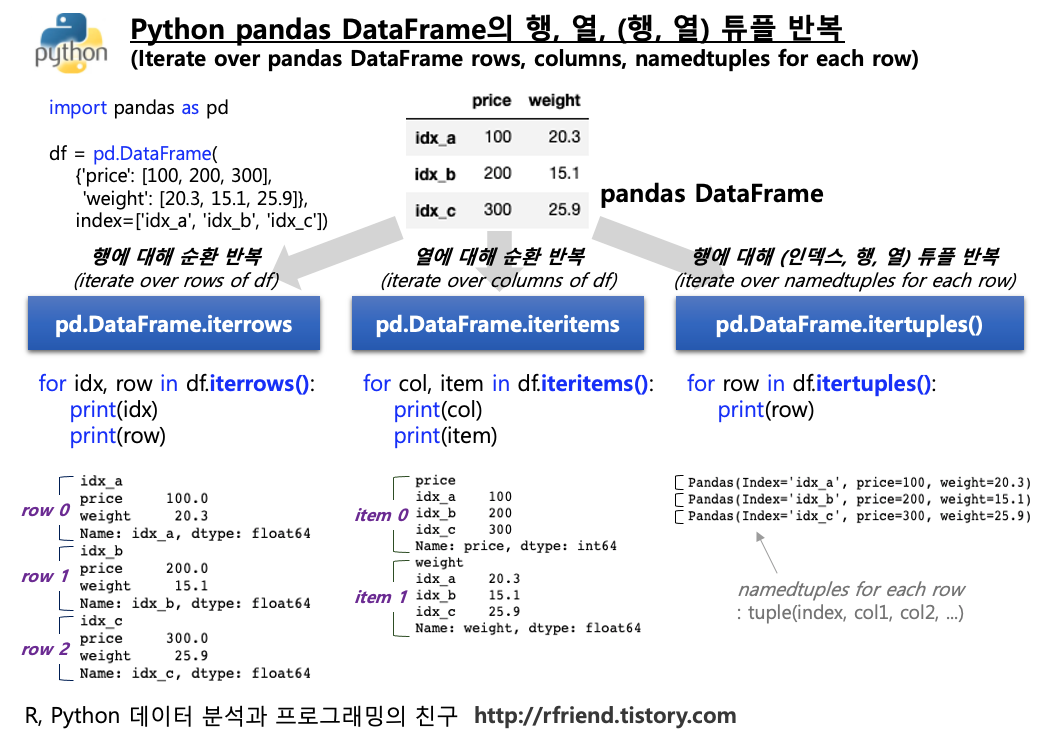 python
Python pandas DataFrame의 행, 열, (행, 열) 튜플 반복
(Iterate over pandas DataFrame rows, columns, namedtuples for each row)
import pandas as pd
df = pd.DataFrame(
{'price': [100, 200, 300],
'weight': [20.3, 15.1, 25.9]},
index=['idx_a', 'idx_b', 'idx_c'])
price weight
idx_a 100 20.3
idx_b 200 15.1
idx_c 300 25.9
pandas DataFrame
행에 대해 순환 반복
(iterate over rows of df)
pd.DataFrame.iterrows
for idx, row in df.iterrows():
print(idx)
print(row)
row 0
idx_a
price 100.0
weight 20.3
Name: idx_a, dtype: float64
row 1
idx_b
price 200.0
weight 15.1
Name: idx_b, dtype: float64
row 2
idx_c
price 300.0
weight 25.9
Name: idx_c, dtype: float64
열에 대해 순환 반복
(iterate over columns of df)
pd.DataFrame.iteritems
for col, item in df.iteritems():
print(col)
print(item)
item 0
price
idx_a 100
idx_b 200
idx_c 300
Name: price, dtype: int64
item 1
weight
idx_a 20.3
idx_b 15.1
idx_c 25.9
Name: weight, dtype: float64
행에 대해 (인덱스, 행, 열) 튜플 반복
(iterate over namedtuples for each row)
pd.DataFrame.itertuples()
for row in df.itertuples():
print(row)
Pandas(Index='idx_a', price=100, weight=20.3)
Pandas(Index='idx_b', price=200, weight=15.1)
Pandas(Index='idx_c', price=300, weight=25.9)
namedtuples for each row
: tuple(index, col1, col2, ...)
R, Python 데이터 분석과 프로그래밍의 친구 http://rfriend.tistory.com